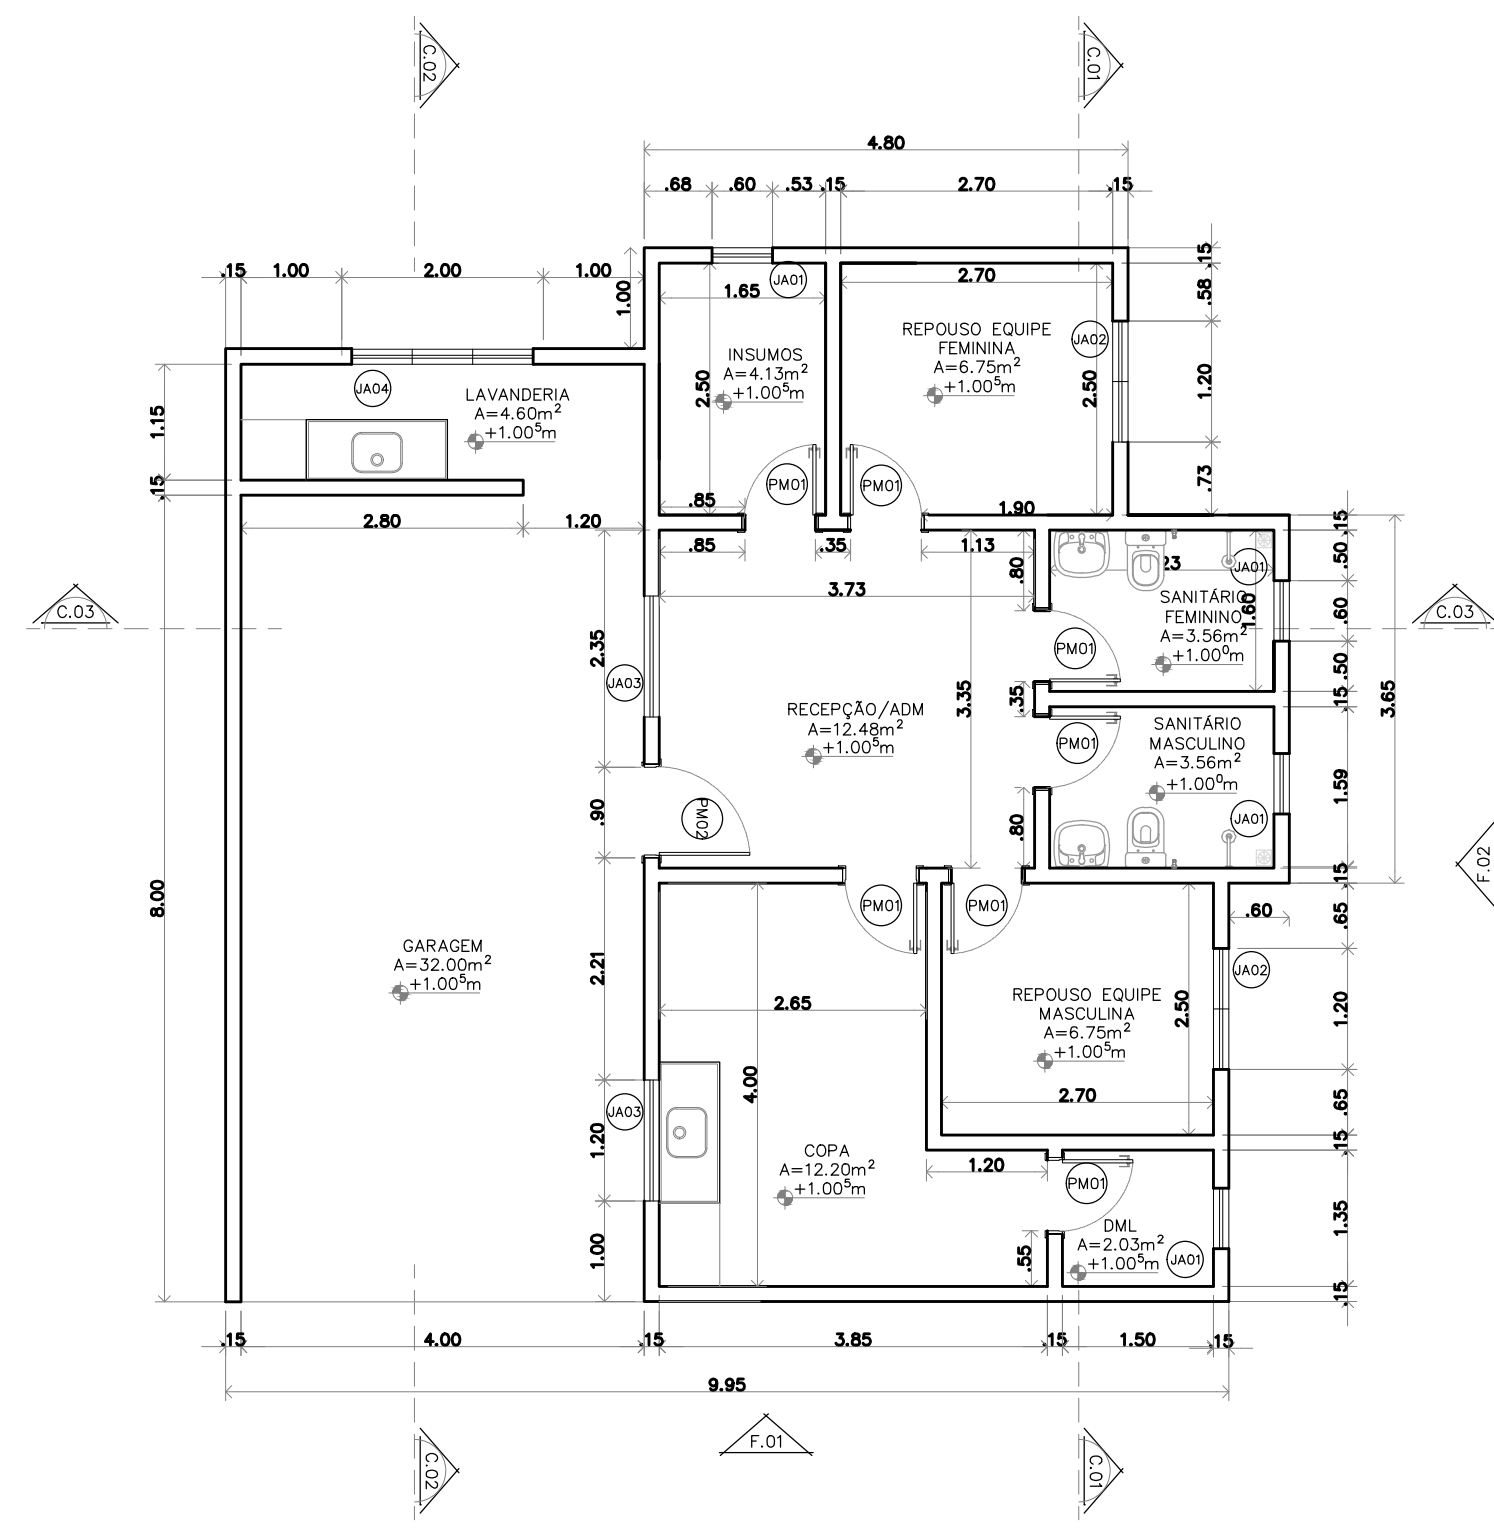 C.02
C.01
4.80
.68
.60
.53
.15
2.70
.15
.15
1.00
2.00
1.00
1.00
JA01
1.65
2.70
.15
.58
JA04
LAVANDERIA
A=4.60m²
+1.00⁵m
INSUMOS
A=4.13m²
+1.00⁵m
2.50
REPOUSO EQUIPE
FEMININA
A=6.75m²
+1.00⁵m
2.50
JA02
1.20
1.15
.15
2.80
1.20
PM01
PM01
.85
1.90
.73
.85
.35
1.13
.80
23
JA01
.15
.50
C.03
3.73
SANITÁRIO
FEMININO
A=3.56m²
+1.00⁰m
1.60
.60
C.03
2.35
JA03
PM01
.50
.35
.15
3.65
RECEPÇÃO/ADM
A=12.48m²
+1.00⁵m
3.35
PM01
SANITÁRIO
MASCULINO
A=3.56m²
+1.00⁰m
1.59
.90
PM02
.80
JA01
F.02
8.00
PM01
PM01
.15
.60
.65
GARAGEM
A=32.00m²
+1.00⁵m
2.21
2.65
REPOUSO EQUIPE
MASCULINA
A=6.75m²
+1.00⁵m
2.50
JA02
1.20
4.00
2.70
.65
JA03
1.20
COPA
A=12.20m²
+1.00⁵m
1.20
PM01
.15
DML
A=2.03m²
+1.00⁵m
JA01
1.35
1.00
.55
.15
.15
4.00
.15
3.85
.15
1.50
.15
9.95
F.01
C.02
C.01